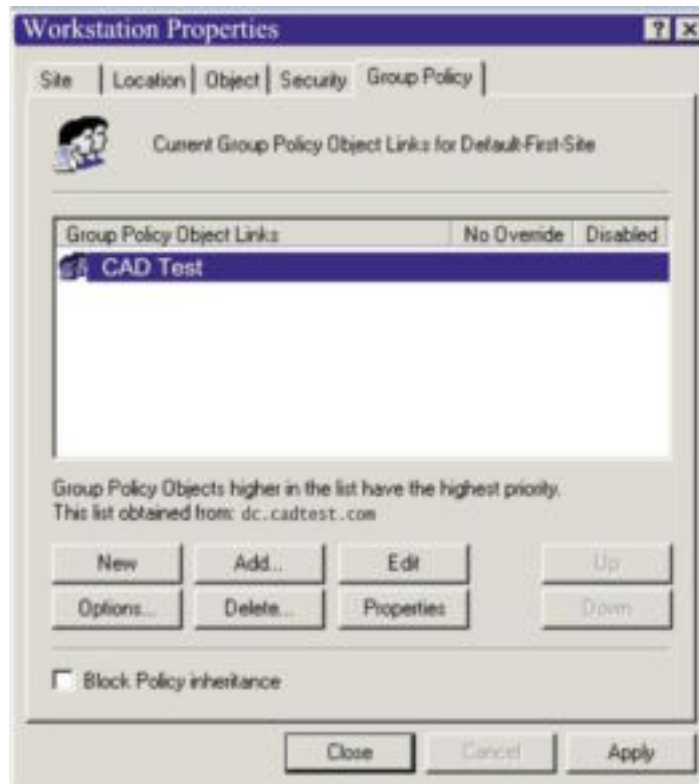 Workstation Properties
Site Location Object Security Group Policy
Current Group Policy Object Links for Default-First-Site
Group Policy Object Links No Override Disabled
CAD Test
Group Policy Objects higher in the list have the highest priority.
This list obtained from: dc.cadtest.com
New Add... Edit Up
Options... Delete... Properties Down
Block Policy inheritance
Close Cancel Apply